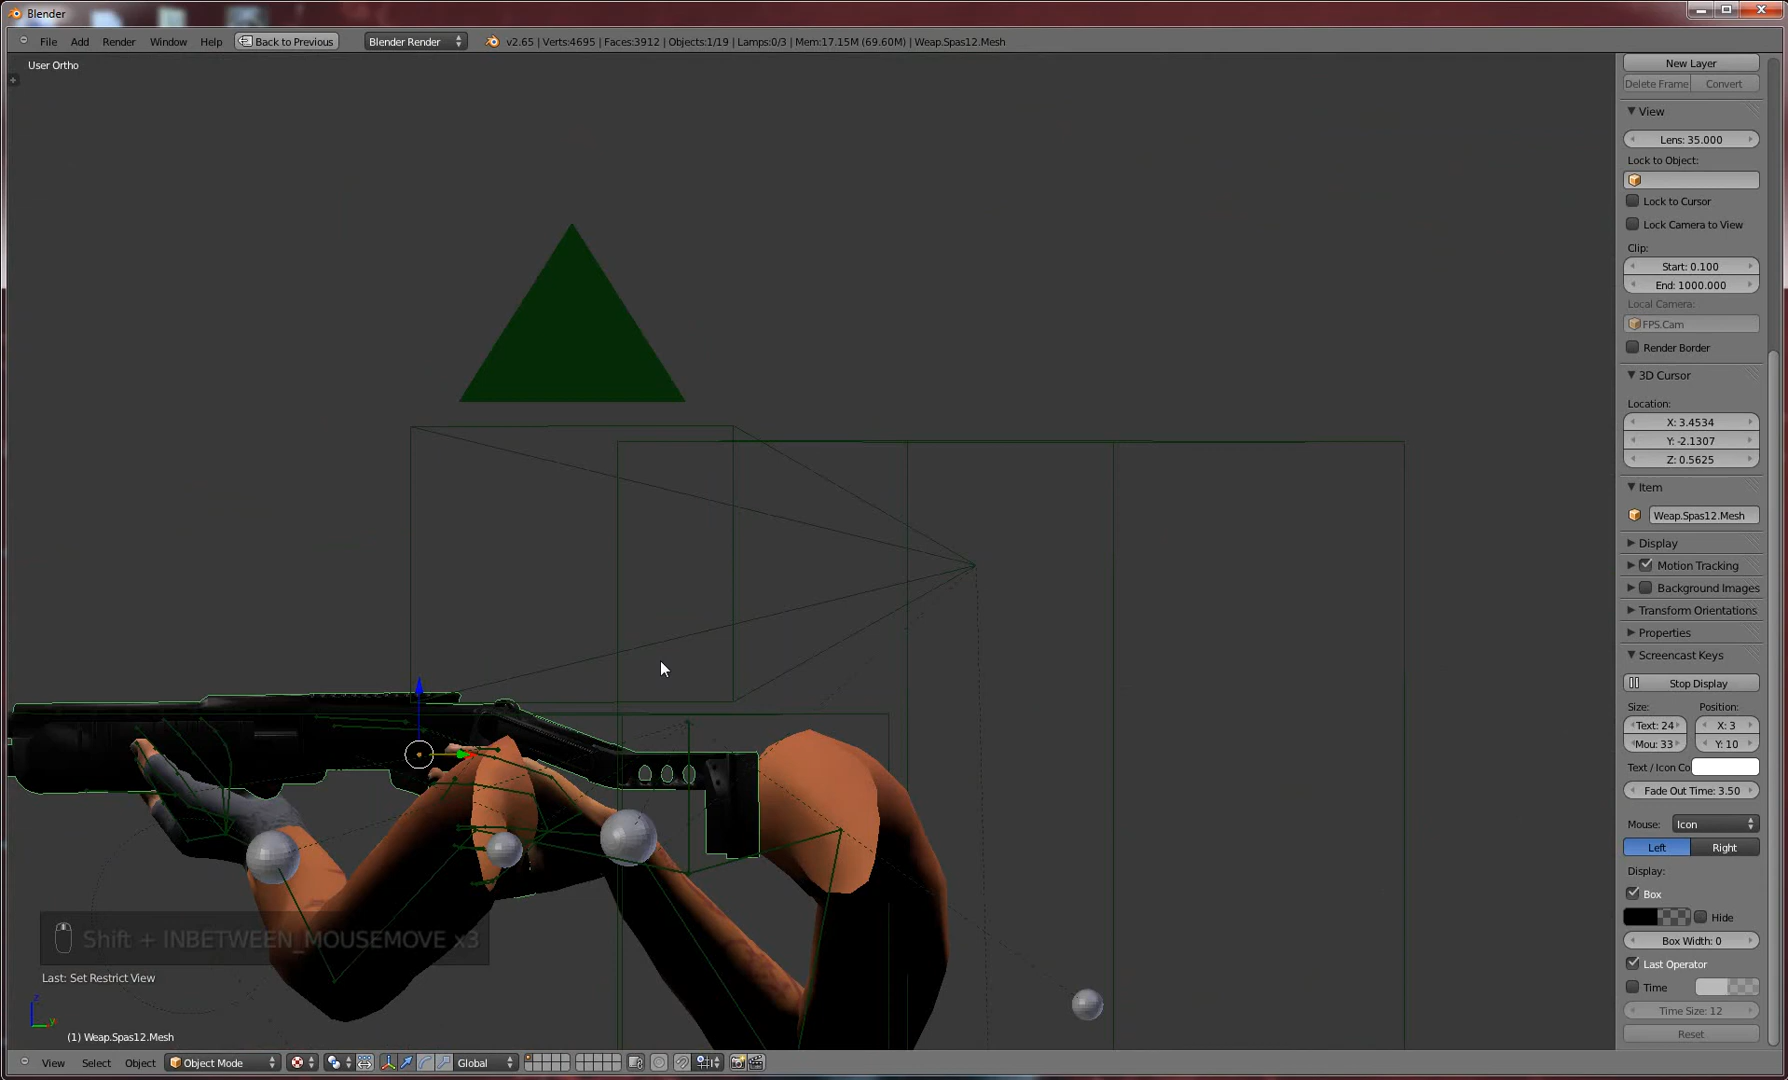 Blender
File Add Render Window Help Back to Previous Blender Render v2.65 | Verts:4695 | Faces:3912 | Objects:1/19 | Lamps:0/3 | Mem:17.15M (69.60M) | Weap.Spas12.Mesh
User Ortho
New Layer
Delete Frame Convert
View
Lens: 35.000
Lock to Object:
Lock to Cursor
Lock Camera to View
Clip:
Start: 0.100
End: 1000.000
Local Camera:
FPS.Cam
Render Border
3D Cursor
Location:
X: 3.4534
Y: -2.1307
Z: 0.5625
Item
Weap.Spas12.Mesh
Display
Motion Tracking
Background Images
Transform Orientations
Properties
Screencast Keys
Stop Display
Size: Position:
Text: 24 X: 3
Mou: 33 Y: 10
Text / Icon Co
Fade Out Time: 3.50
Mouse: Icon
Left Right
Display:
Box
Hide
Box Width: 0
Last Operator
Time
Time Size: 12
Reset
Shift + INBETWEEN_MOUSEMOVE x3
Last: Set Restrict View
z
y
(1) Weap.Spas12.Mesh
View Select Object Object Mode Global